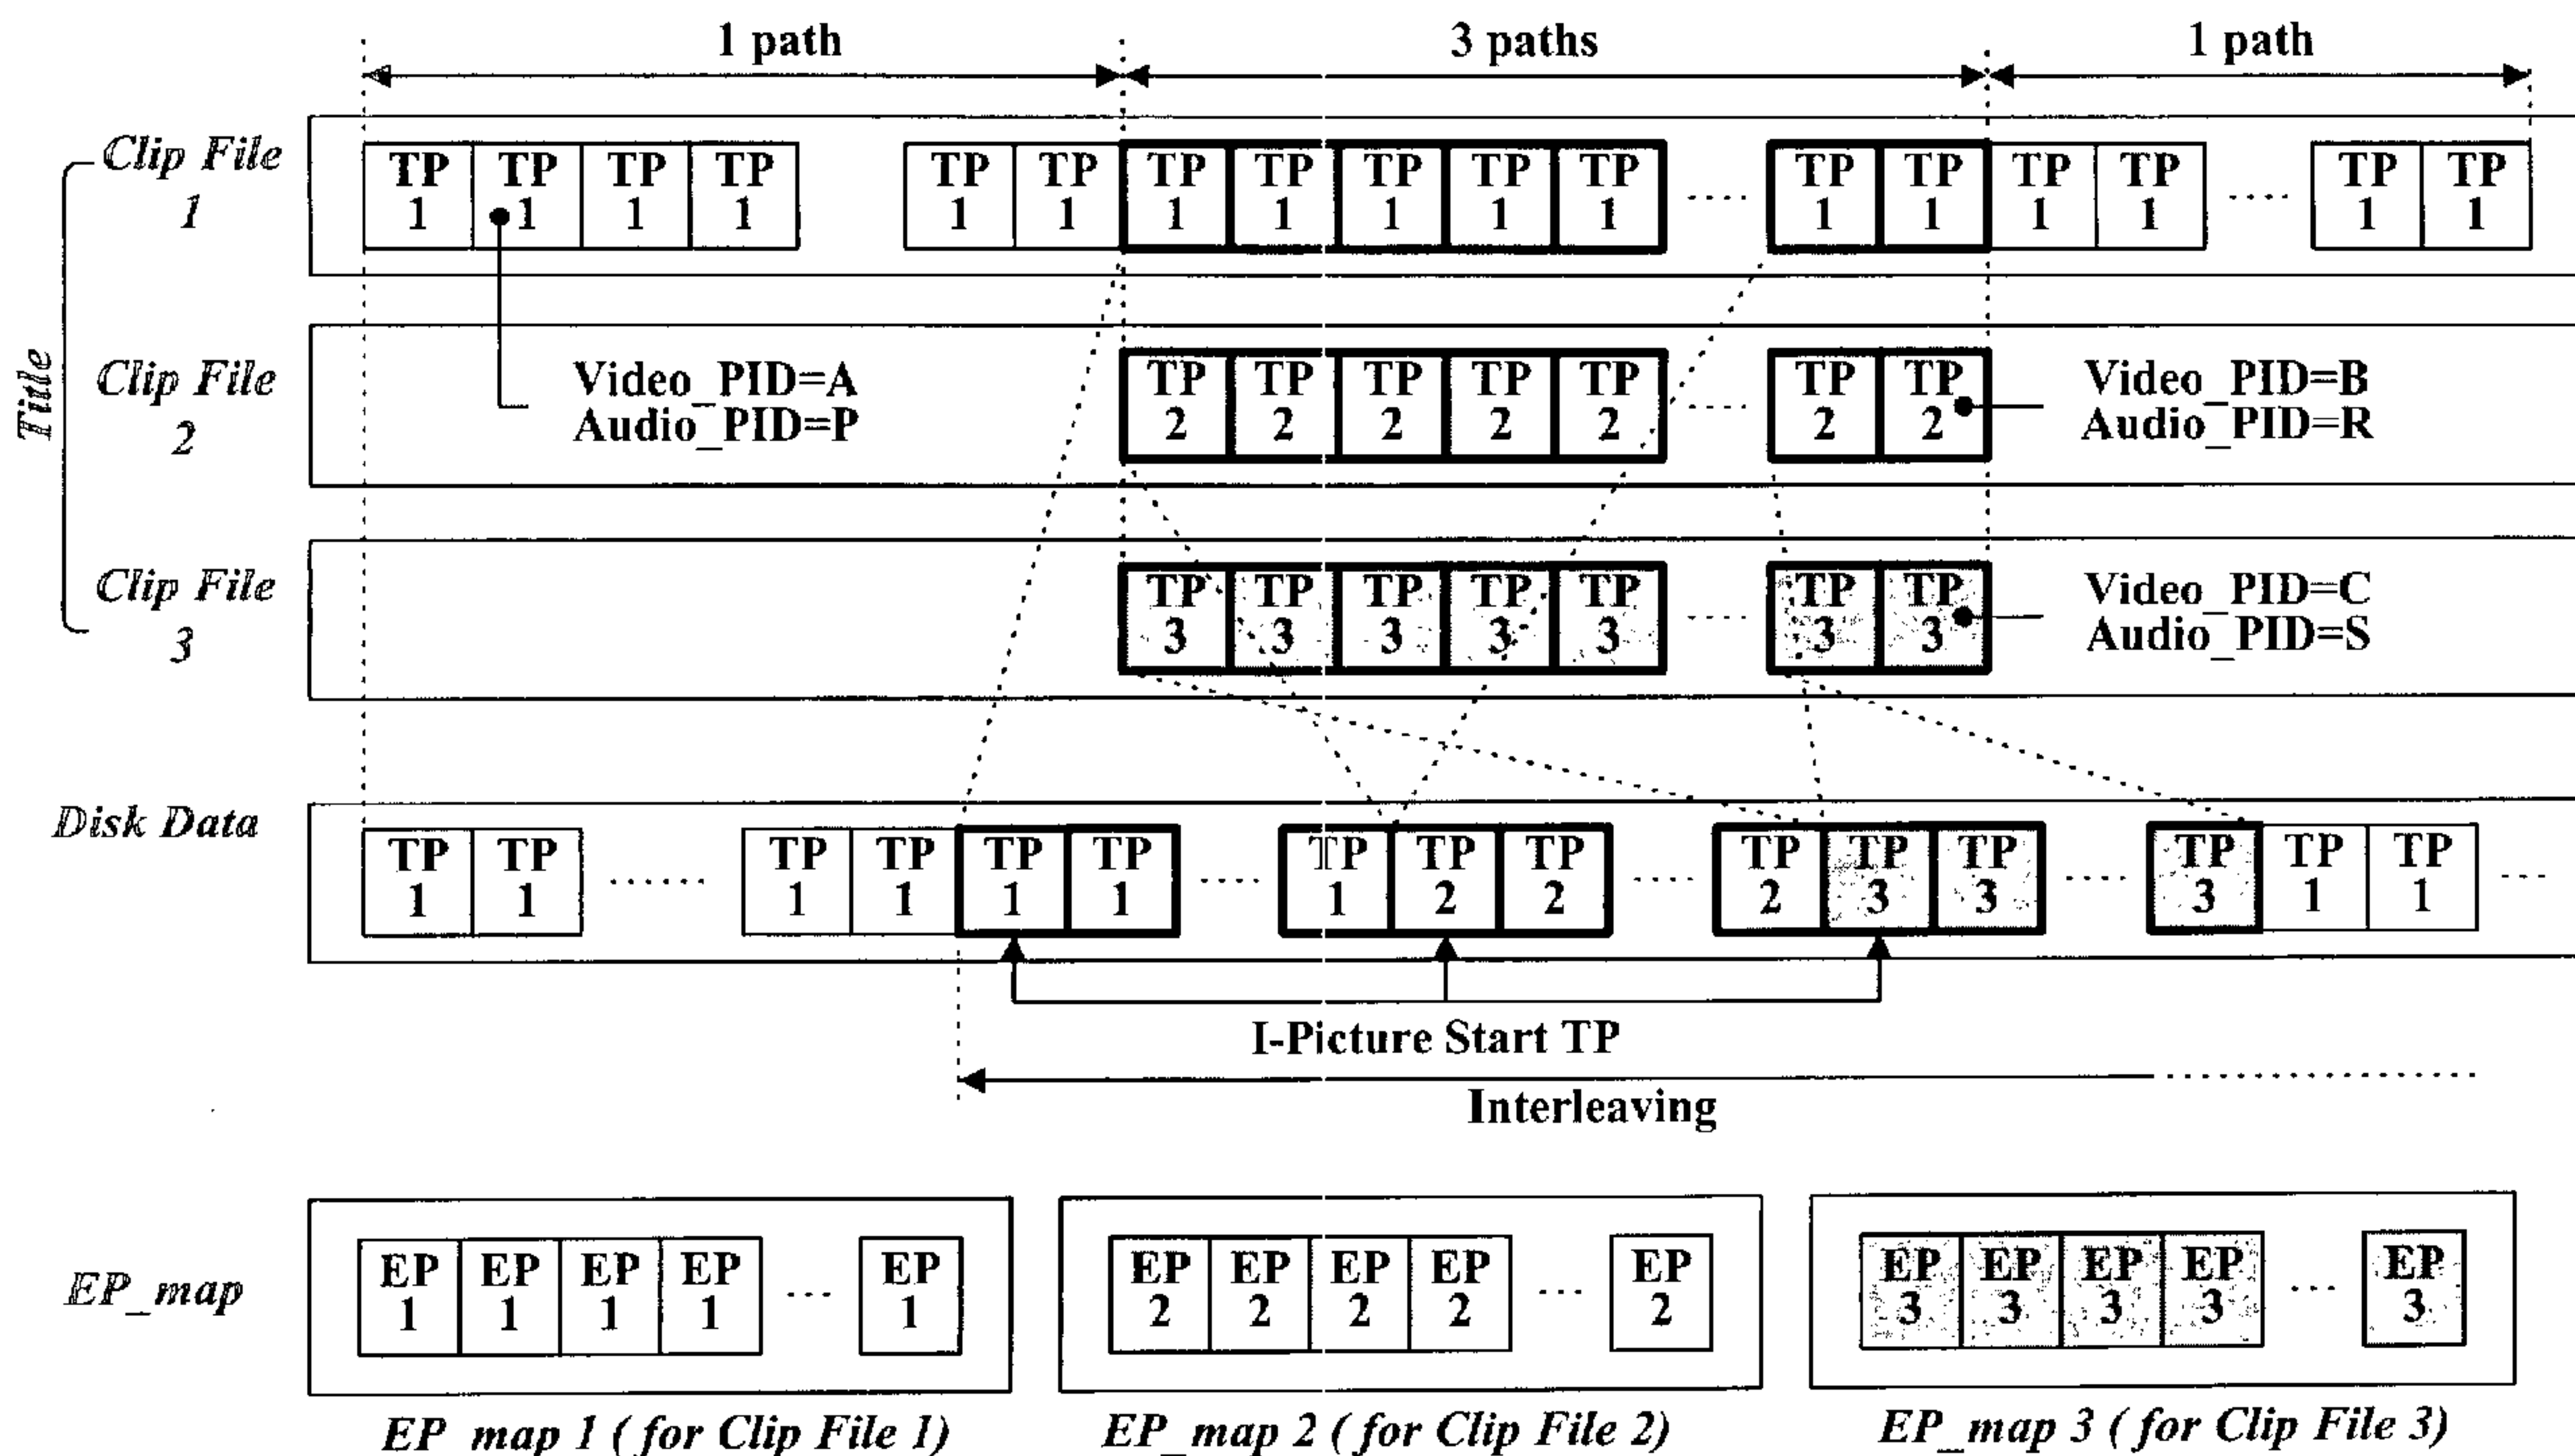 1 path 3 paths 1 path
Title
Clip File 1
TP 1 TP 1 TP 1 TP 1 TP 1 TP 1 TP 1 TP 1 TP 1 TP 1 TP 1 ..... TP 1 TP 1 TP 1 TP 1 ..... TP 1 TP 1
Clip File 2
Video_PID=A
Audio_PID=P
TP 2 TP 2 TP 2 TP 2 TP 2 ..... TP 2 TP 2
Video_PID=B
Audio_PID=R
Clip File 3
TP 3 TP 3 TP 3 TP 3 TP 3 ..... TP 3 TP 3
Video_PID=C
Audio_PID=S
Disk Data
TP 1 TP 1 ...... TP 1 TP 1 TP 1 TP 1 ..... TP 1 TP 2 TP 2 ..... TP 2 TP 3 TP 3 ..... TP 3 TP 1 TP 1 ....
I-Picture Start TP
Interleaving
EP_map
EP 1 EP 1 EP 1 EP 1 .... EP 1
EP 2 EP 2 EP 2 EP 2 .... EP 2
EP 3 EP 3 EP 3 EP 3 .... EP 3
EP_map 1 ( for Clip File 1)
EP_map 2 ( for Clip File 2)
EP_map 3 ( for Clip File 3)